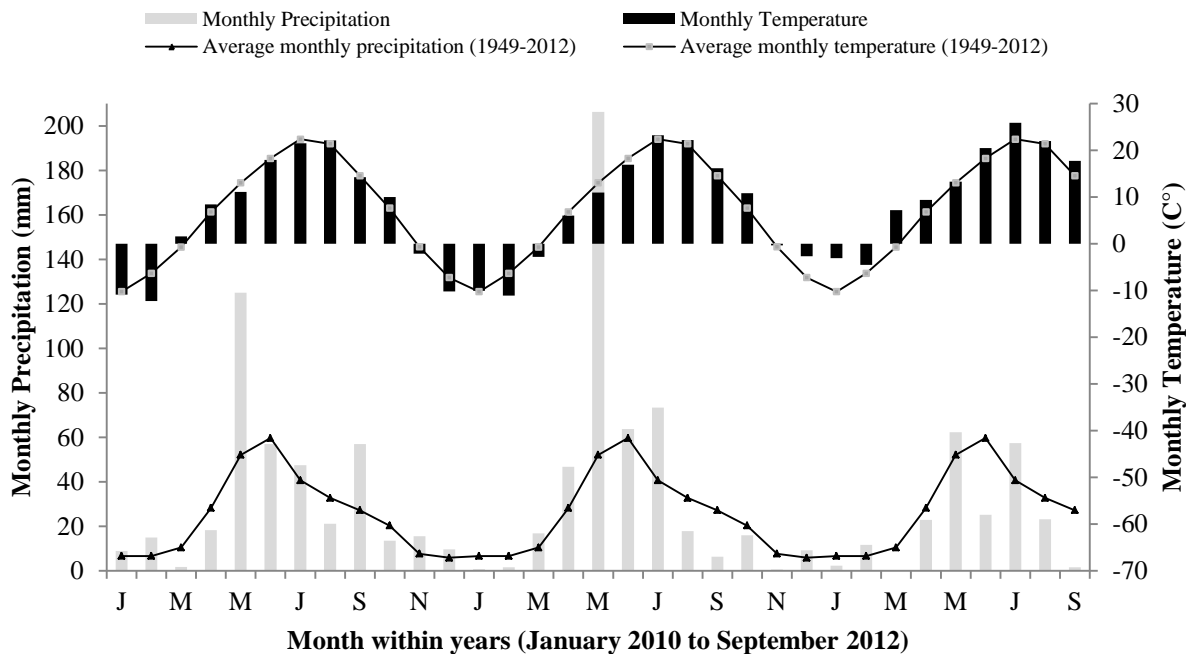 Monthly Precipitation
Monthly Temperature
Average monthly precipitation (1949-2012)
Average monthly temperature (1949-2012)
Monthly Precipitation (mm)
200
180
160
140
120
100
80
60
40
20
0
30
20
10
0
-10
-20
-30
-40
-50
-60
-70
Monthly Temperature (C°)
J M M J S N J M M J S N J M M J S
Month within years (January 2010 to September 2012)